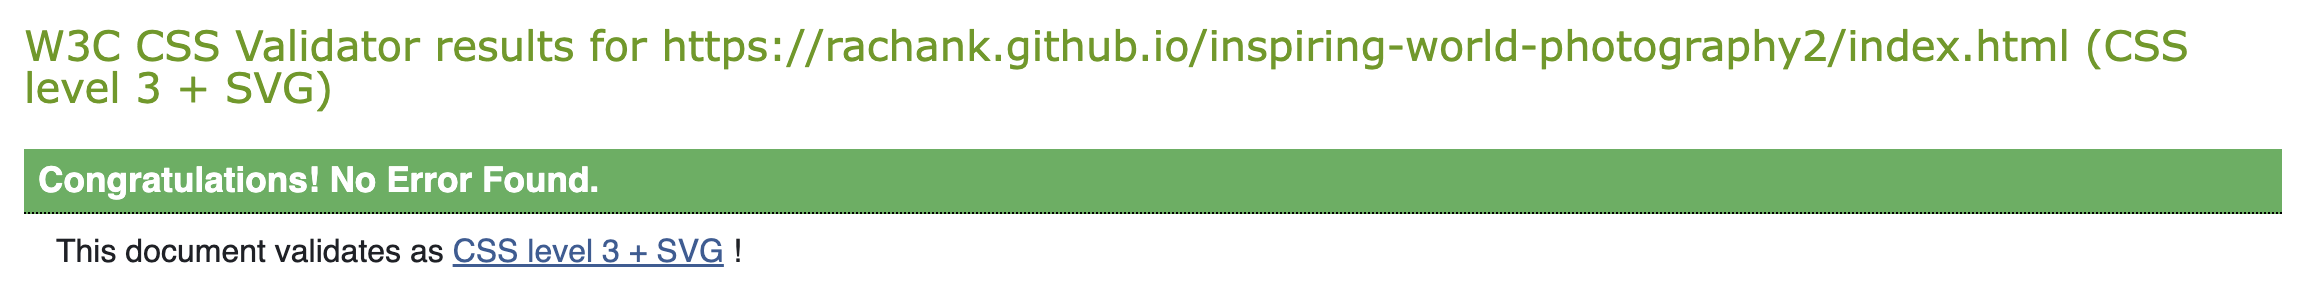 W3C CSS Validator results for https://rachank.github.io/inspiring-world-photography2/index.html (CSS
level 3 + SVG)
Congratulations! No Error Found.
This document validates as CSS level 3 + SVG !